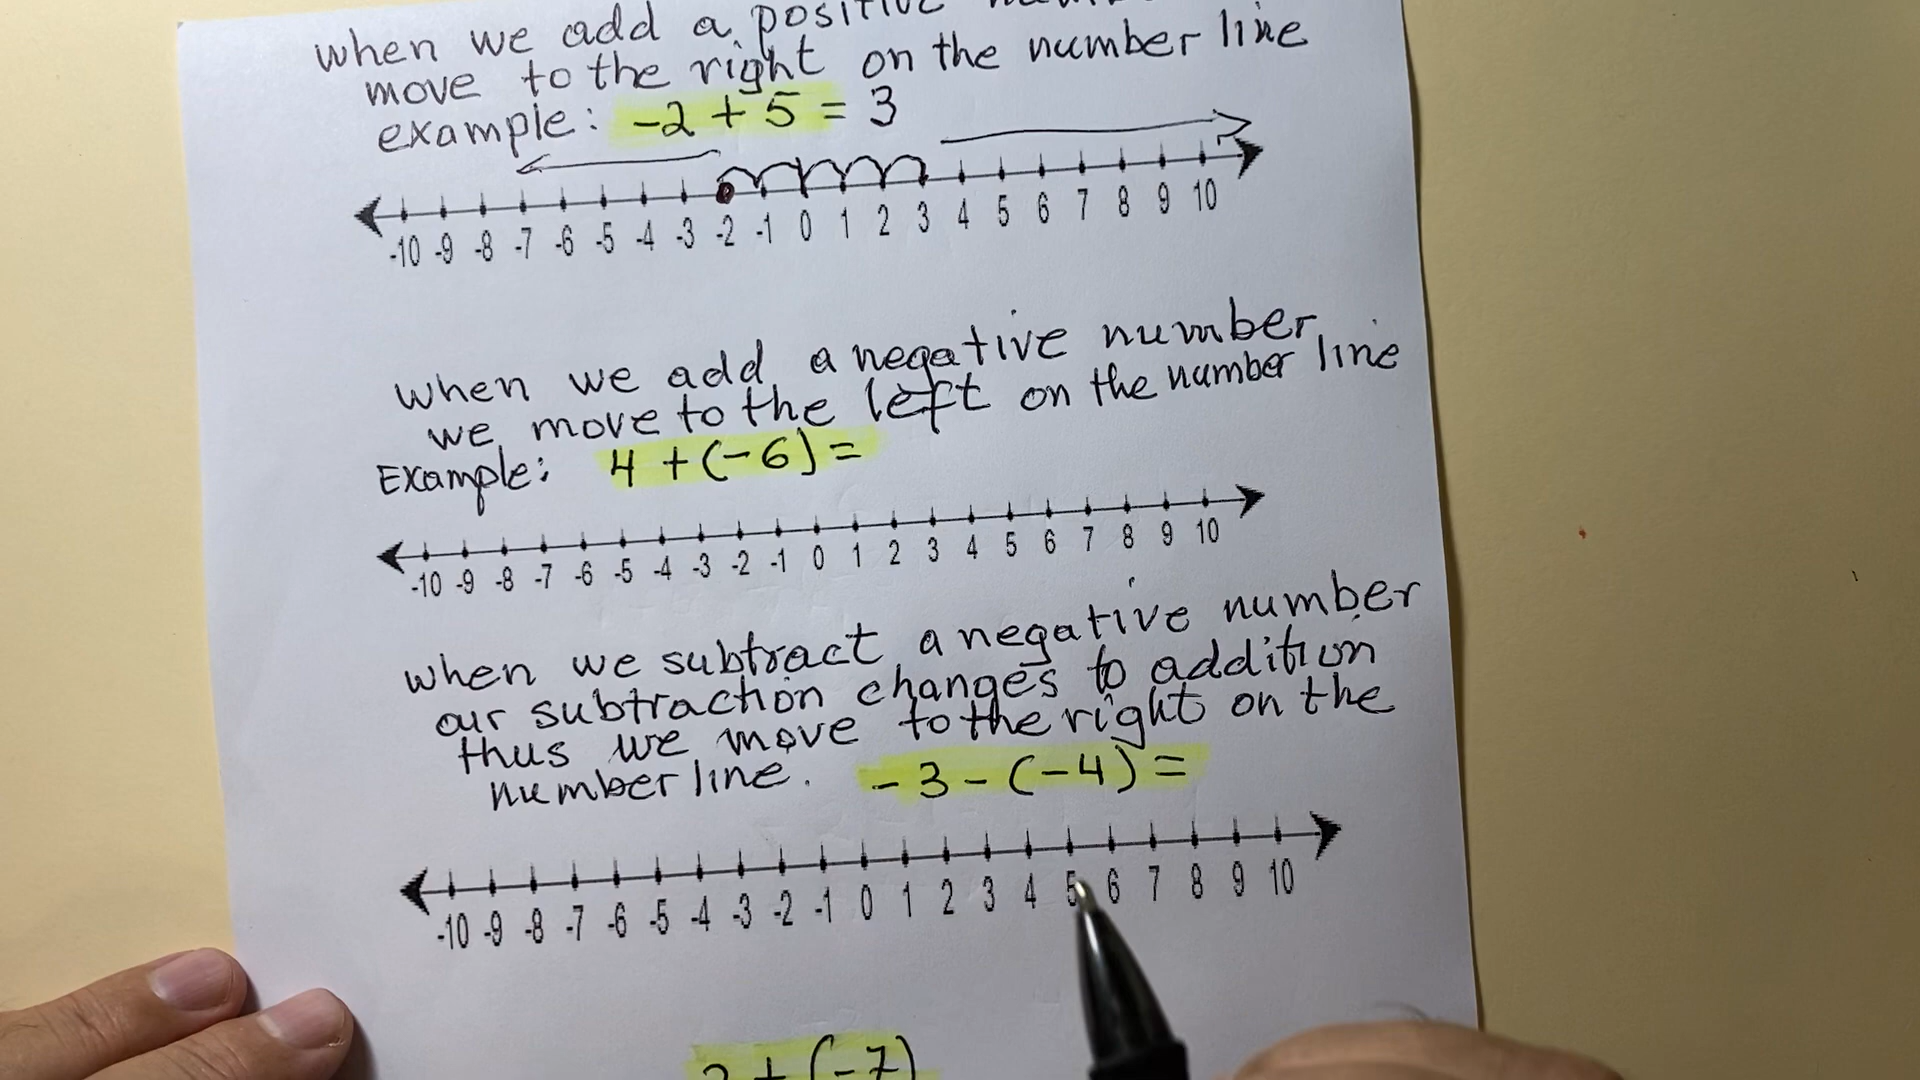 when we add a positive
move to the right on the number line
example: -2 + 5 = 3
-10 -9 -8 -7 -6 -5 -4 -3 -2 -1 0 1 2 3 4 5 6 7 8 9 10
when we add a negative number
we move to the left on the number line
Example: 4 + (-6) =
-10 -9 -8 -7 -6 -5 -4 -3 -2 -1 0 1 2 3 4 5 6 7 8 9 10
when we subtract a negative number
our subtraction changes to addition
thus we move to the right on the
number line. -3 - (-4) =
-10 -9 -8 -7 -6 -5 -4 -3 -2 -1 0 1 2 3 4 5 6 7 8 9 10
+ (-7)